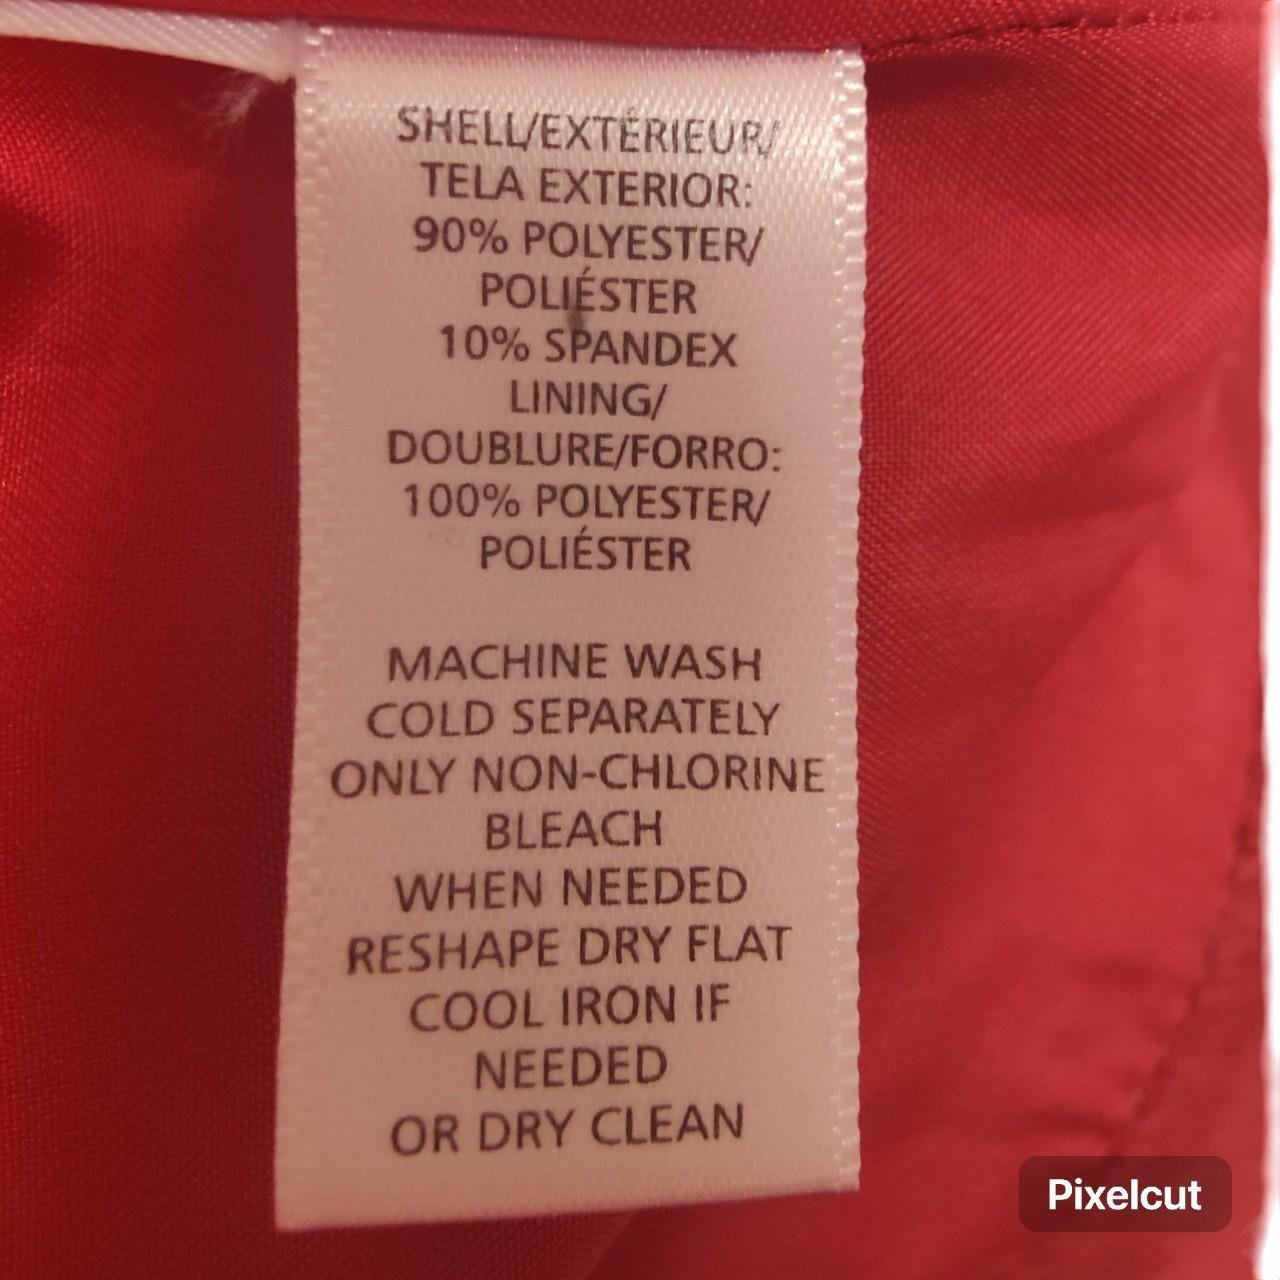 SHELL/EXTÉRIEUR/
TELA EXTERIOR:
90% POLYESTER/
POLIÉSTER
10% SPANDEX
LINING/
DOUBLURE/FORRO:
100% POLYESTER/
POLIÉSTER
MACHINE WASH
COLD SEPARATELY
ONLY NON-CHLORINE
BLEACH
WHEN NEEDED
RESHAPE DRY FLAT
COOL IRON IF
NEEDED
OR DRY CLEAN
Pixelcut